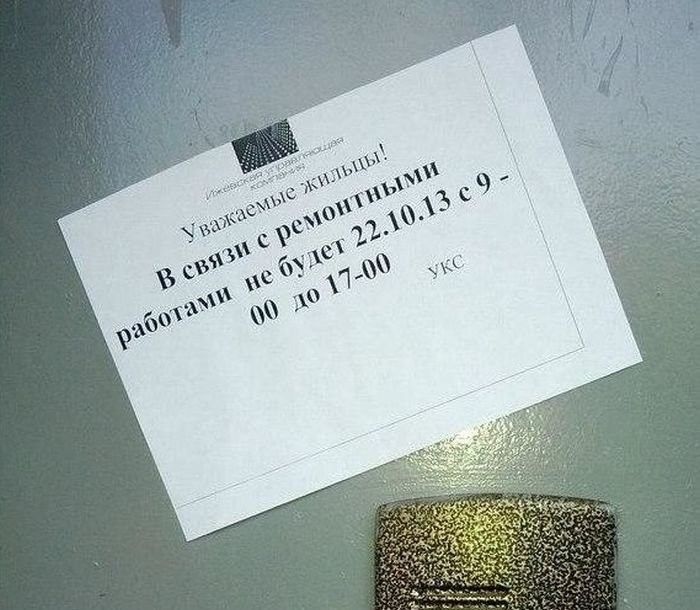 Ижевская управляющая
компания
Уважаемые жильцы!
В связи с ремонтными
работами не будет 22.10.13 с 9 -
00 до 17-00
УКС